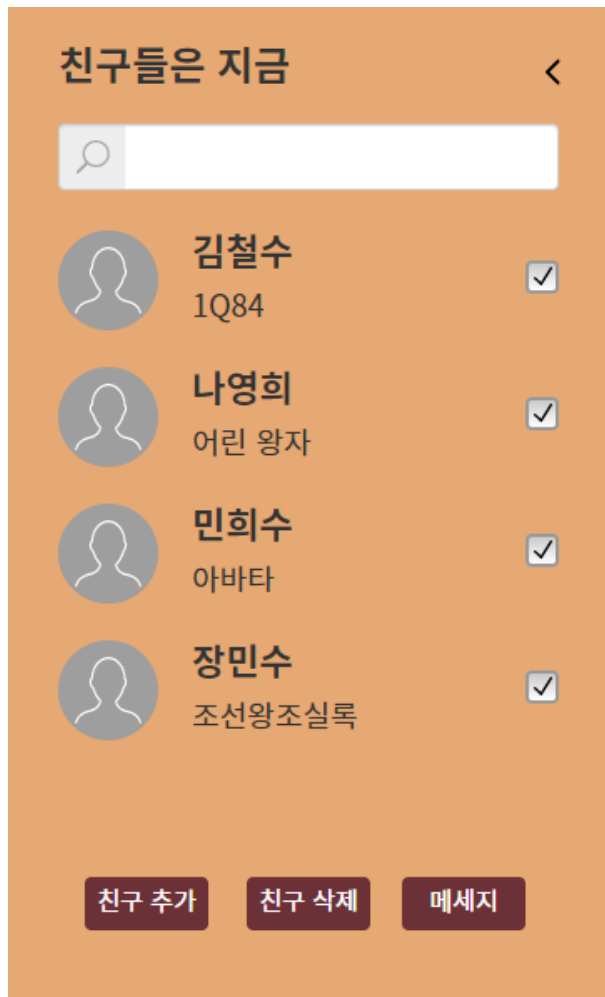 친구들은 지금
김철수
1Q84
나영희
어린 왕자
민희수
아바타
장민수
조선왕조실록
친구 추가 친구 삭제 메세지